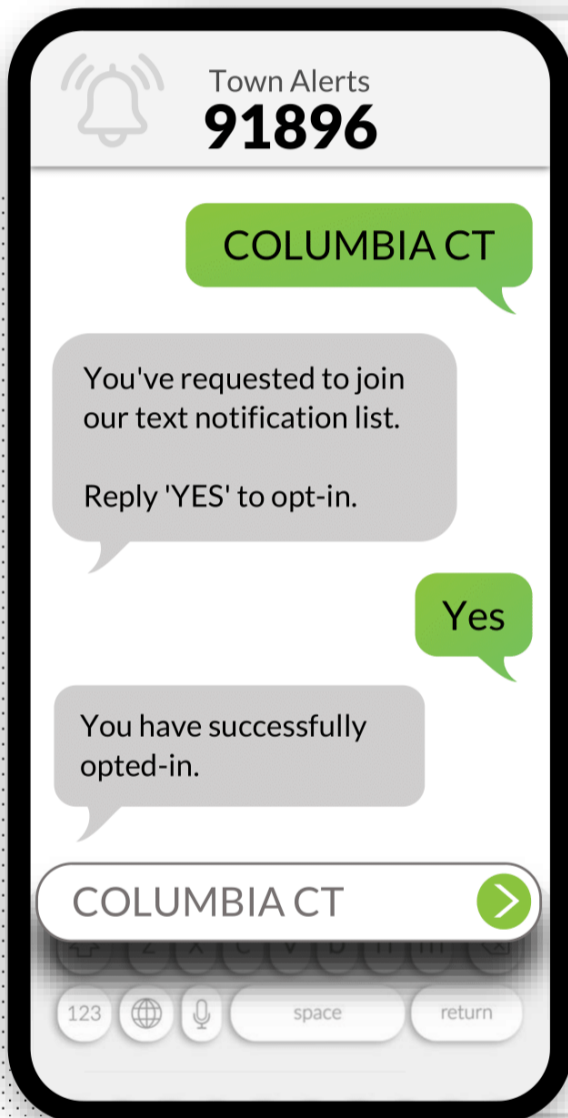 Town Alerts
91896
COLUMBIA CT
You've requested to join
our text notification list.
Reply 'YES' to opt-in.
Yes
You have successfully
opted-in.
COLUMBIA CT
z x c v b n m
123 space return